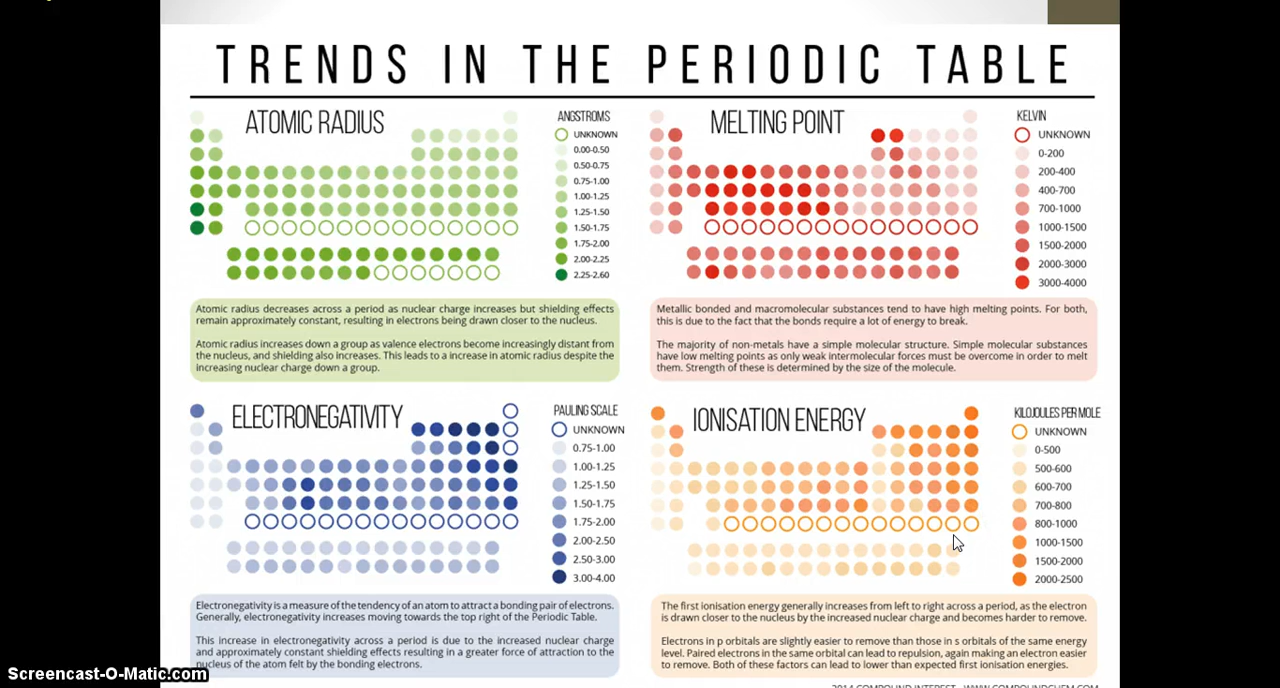 TRENDS IN THE PERIODIC TABLE
ATOMIC RADIUS
ANGSTROMS
UNKNOWN
0.00-0.50
0.50-0.75
0.75-1.00
1.00-1.25
1.25-1.50
1.50-1.75
1.75-2.00
2.00-2.25
2.25-2.60
Atomic radius decreases across a period as nuclear charge increases but shielding effects
remain approximately constant, resulting in electrons being drawn closer to the nucleus.
Atomic radius increases down a group as valence electrons become increasingly distant from
the nucleus, and shielding also increases. This leads to a increase in atomic radius despite the
increasing nuclear charge down a group.
MELTING POINT
KELVIN
UNKNOWN
0-200
200-400
400-700
700-1000
1000-1500
1500-2000
2000-3000
3000-4000
Metallic bonded and macromolecular substances tend to have high melting points. For both,
this is due to the fact that the bonds require a lot of energy to break.
The majority of non-metals have a simple molecular structure. Simple molecular substances
have low melting points as only weak intermolecular forces must be overcome in order to melt
them. Strength of these is determined by the size of the molecule.
ELECTRONEGATIVITY
PAULING SCALE
UNKNOWN
0.75-1.00
1.00-1.25
1.25-1.50
1.50-1.75
1.75-2.00
2.00-2.50
2.50-3.00
3.00-4.00
Electronegativity is a measure of the tendency of an atom to attract a bonding pair of electrons.
Generally, electronegativity increases moving towards the top right of the Periodic Table.
This increase in electronegativity across a period is due to the increased nuclear charge
and approximately constant shielding effects resulting in a greater force of attraction to the
nucleus of the atom felt by the bonding electrons.
IONISATION ENERGY
KILOJOULES PER MOLE
UNKNOWN
0-500
500-600
600-700
700-800
800-1000
1000-1500
1500-2000
2000-2500
The first ionisation energy generally increases from left to right across a period, as the electron
is drawn closer to the nucleus by the increased nuclear charge and becomes harder to remove.
Electrons in p orbitals are slightly easier to remove than those in s orbitals of the same energy
level. Paired electrons in the same orbital can lead to repulsion, again making an electron easier
to remove. Both of these factors can lead to lower than expected first ionisation energies.
2014 COMPOUND INTEREST - WWW.COMPOUNDCHEM.COM
Screencast-O-Matic.com